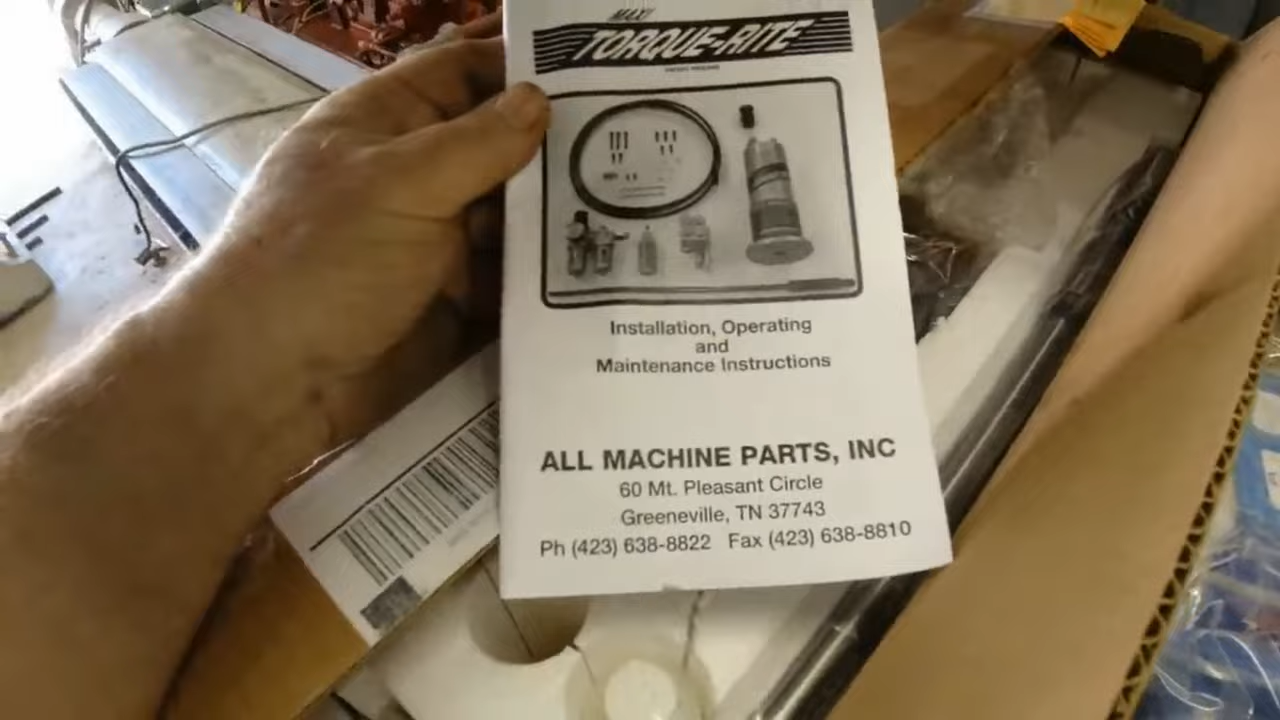 MAXI
TORQUE-RITE
Installation, Operating
and
Maintenance Instructions
ALL MACHINE PARTS, INC
60 Mt. Pleasant Circle
Greeneville, TN 37743
Ph (423) 638-8822 Fax (423) 638-8810